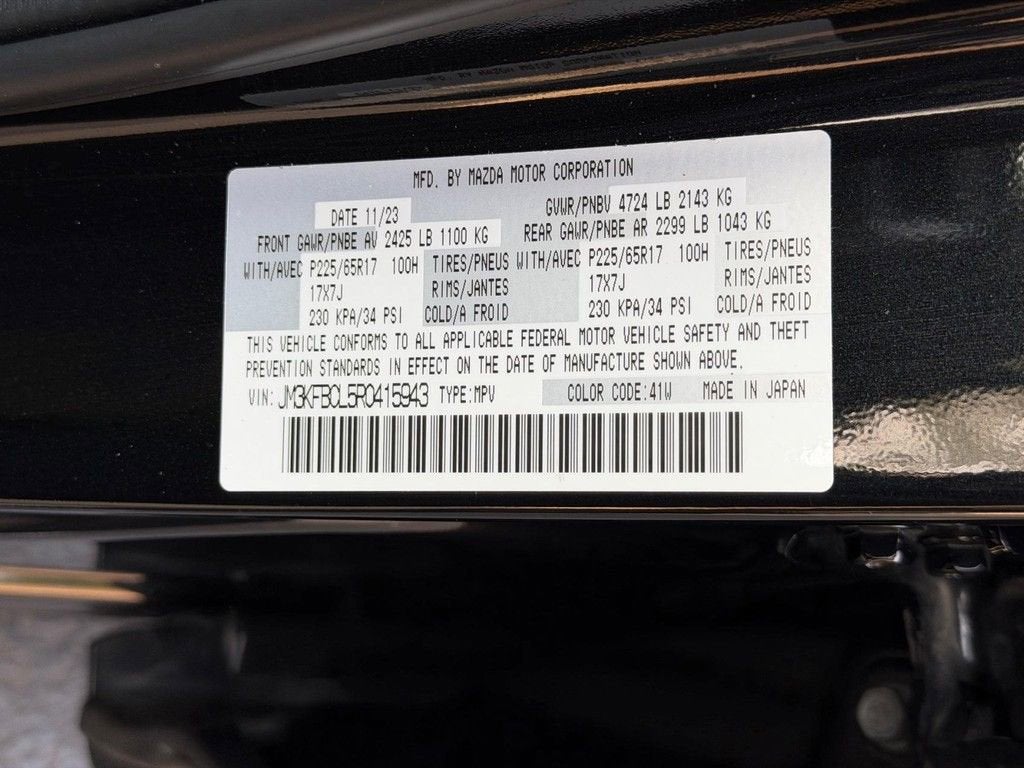 MFD. BY MAZDA MOTOR CORPORATION
DATE 11/23 GVWR/PNBV 4724 LB 2143 KG
FRONT GAWR/PNBE AV 2425 LB 1100 KG REAR GAWR/PNBE AR 2299 LB 1043 KG
WITH/AVEC P225/65R17 100H TIRES/PNEUS WITH/AVEC P225/65R17 100H TIRES/PNEUS
17X7J RIMS/JANTES 17X7J RIMS/JANTES
230 KPA/34 PSI COLD/A FROID 230 KPA/34 PSI COLD/A FROID
THIS VEHICLE CONFORMS TO ALL APPLICABLE FEDERAL MOTOR VEHICLE SAFETY AND THEFT
PREVENTION STANDARDS IN EFFECT ON THE DATE OF MANUFACTURE SHOWN ABOVE.
VIN: JM3KFBCL5R0415943 TYPE:MPV COLOR CODE:41W MADE IN JAPAN